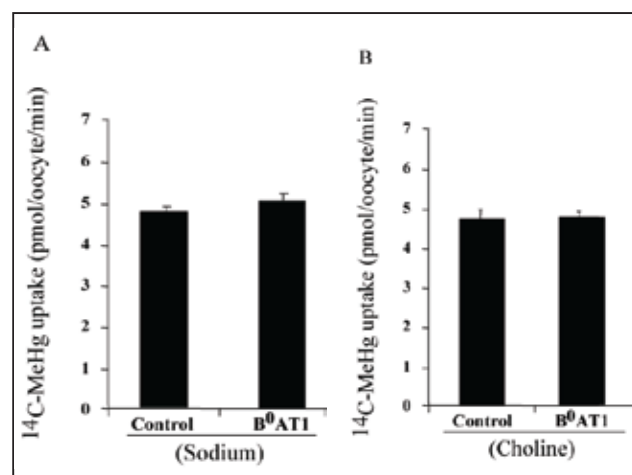 A
¹⁴C-MeHg uptake (pmol/oocyte/min)
7
6
5
4
3
2
1
0
Control
B⁰AT1
(Sodium)
B
¹⁴C-MeHg uptake (pmol/oocyte/min)
7
6
5
4
3
2
1
0
Control
B⁰AT1
(Choline)